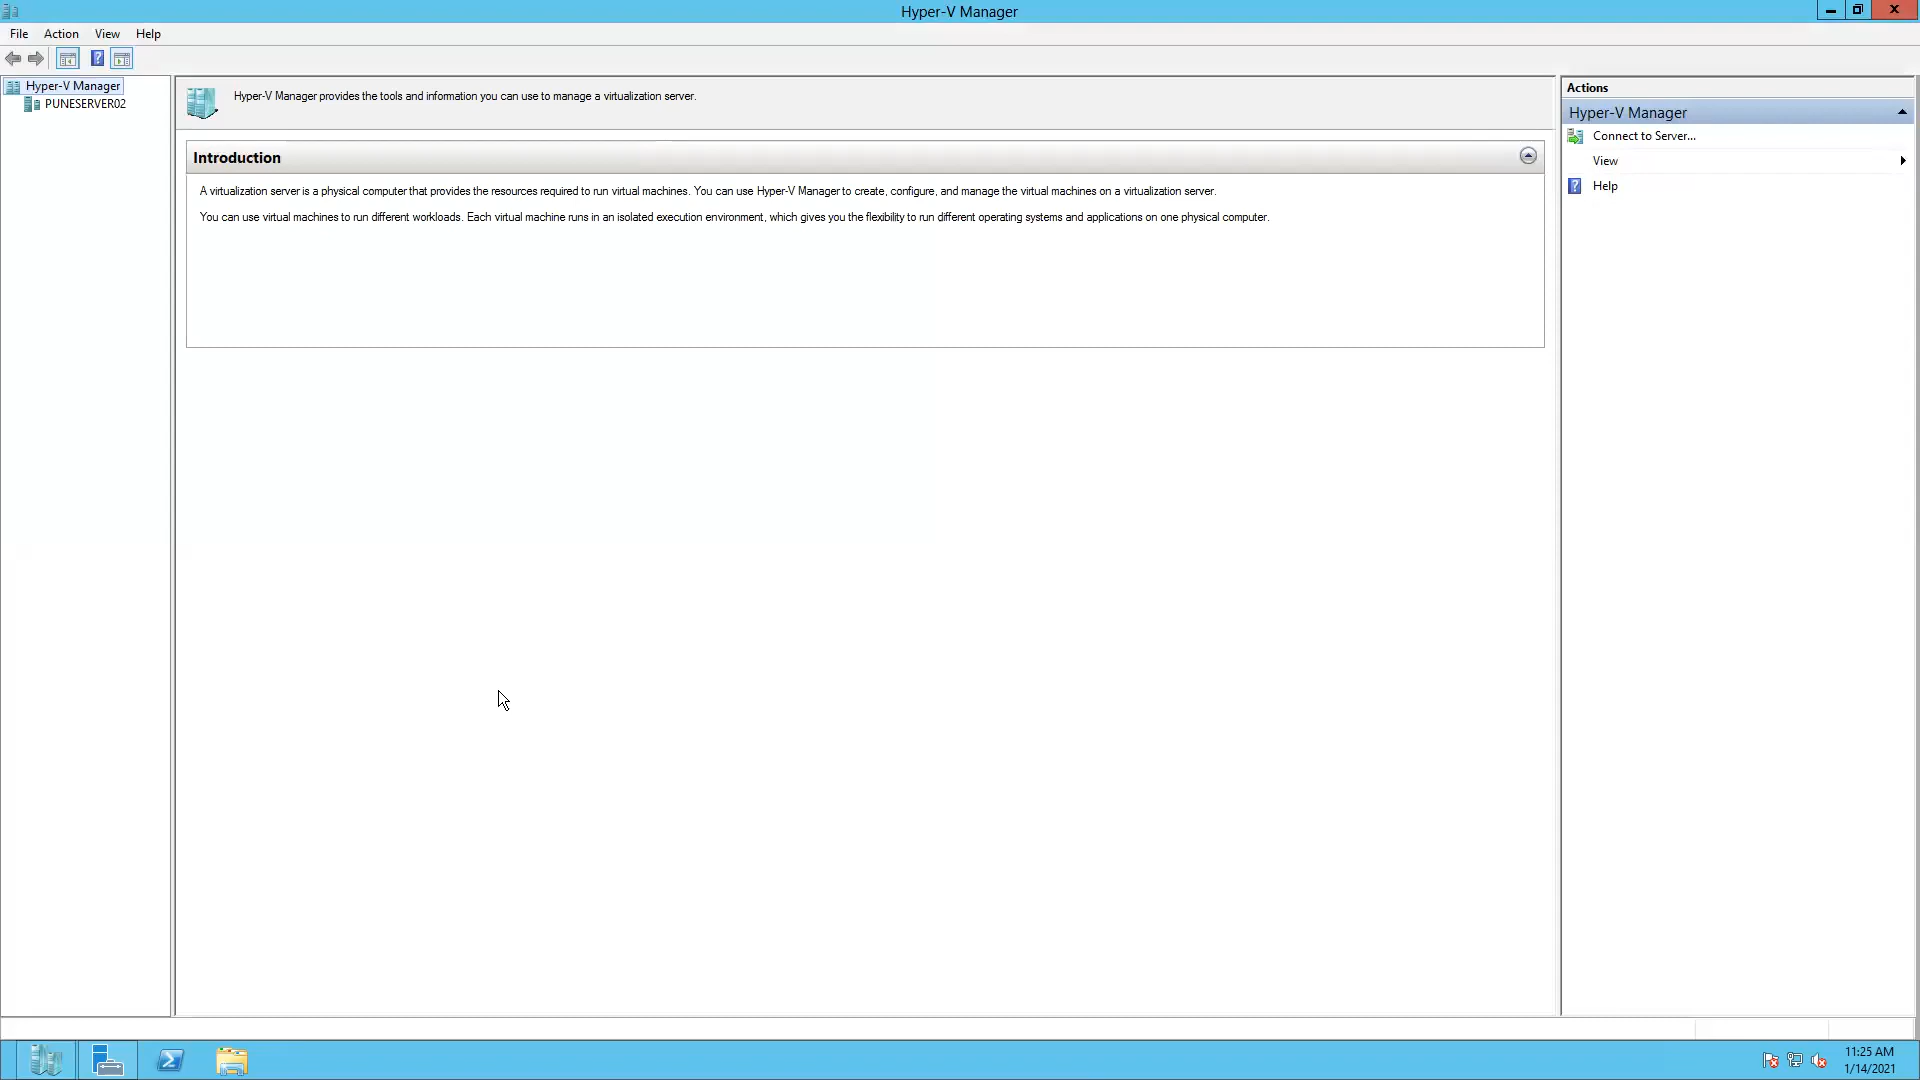 Hyper-V Manager
File Action View Help
Hyper-V Manager
PUNESERVER02
Hyper-V Manager provides the tools and information you can use to manage a virtualization server.
Introduction
A virtualization server is a physical computer that provides the resources required to run virtual machines. You can use Hyper-V Manager to create, configure, and manage the virtual machines on a virtualization server.
You can use virtual machines to run different workloads. Each virtual machine runs in an isolated execution environment, which gives you the flexibility to run different operating systems and applications on one physical computer.
Actions
Hyper-V Manager
Connect to Server...
View
Help
11:25 AM
1/14/2021